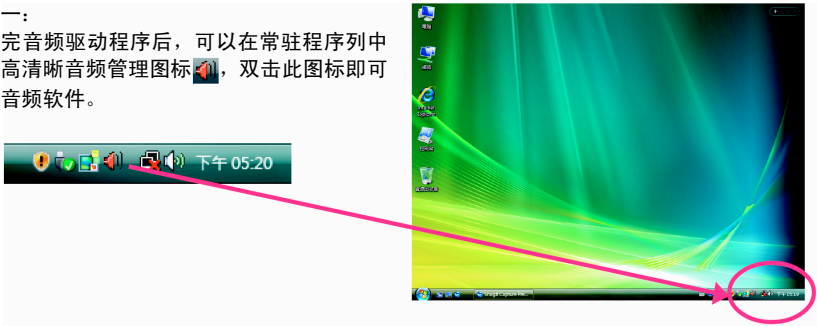 一：
完音频驱动程序后，可以在常驻程序列中
高清晰音频管理图标，双击此图标即可
音频软件。
下午 05:20